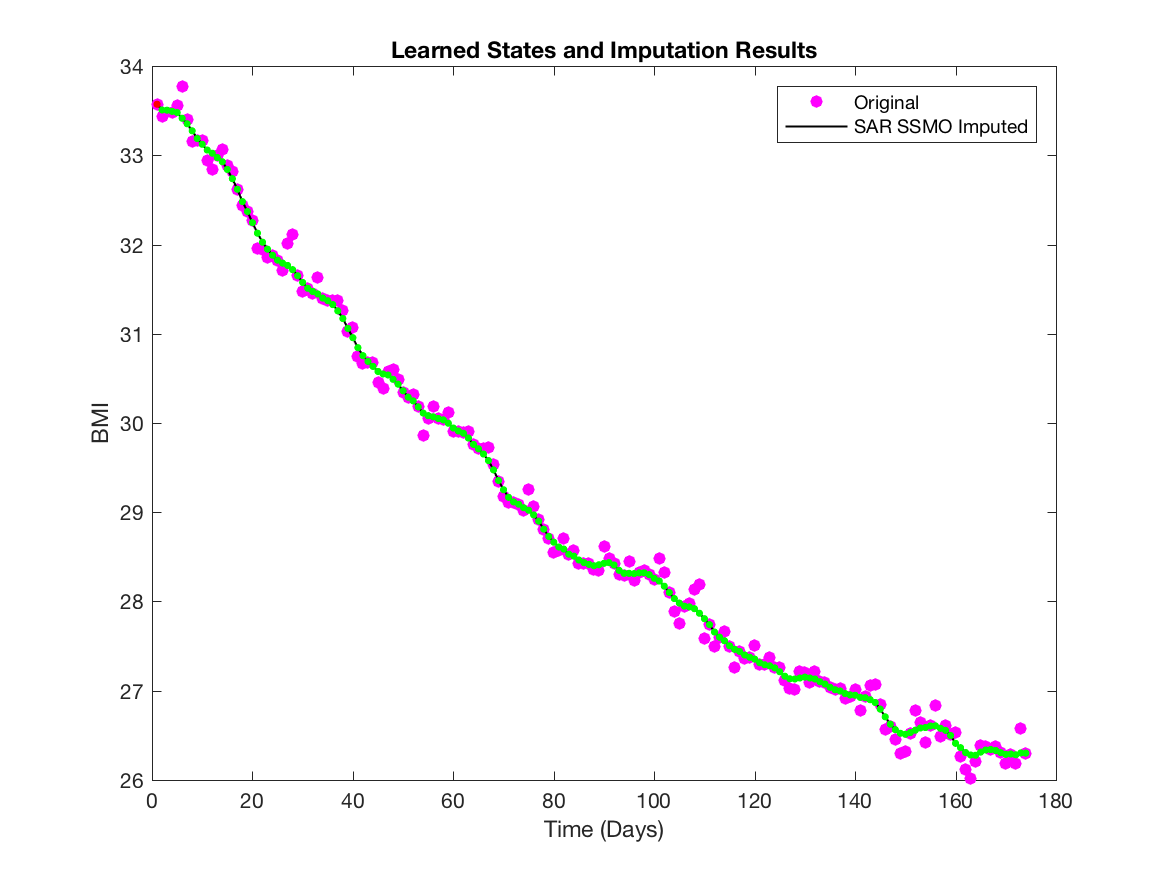 Learned States and Imputation Results
34
33
32
31
30
29
28
27
26
BMI
Original
SAR SSMO Imputed
0 20 40 60 80 100 120 140 160 180
Time (Days)